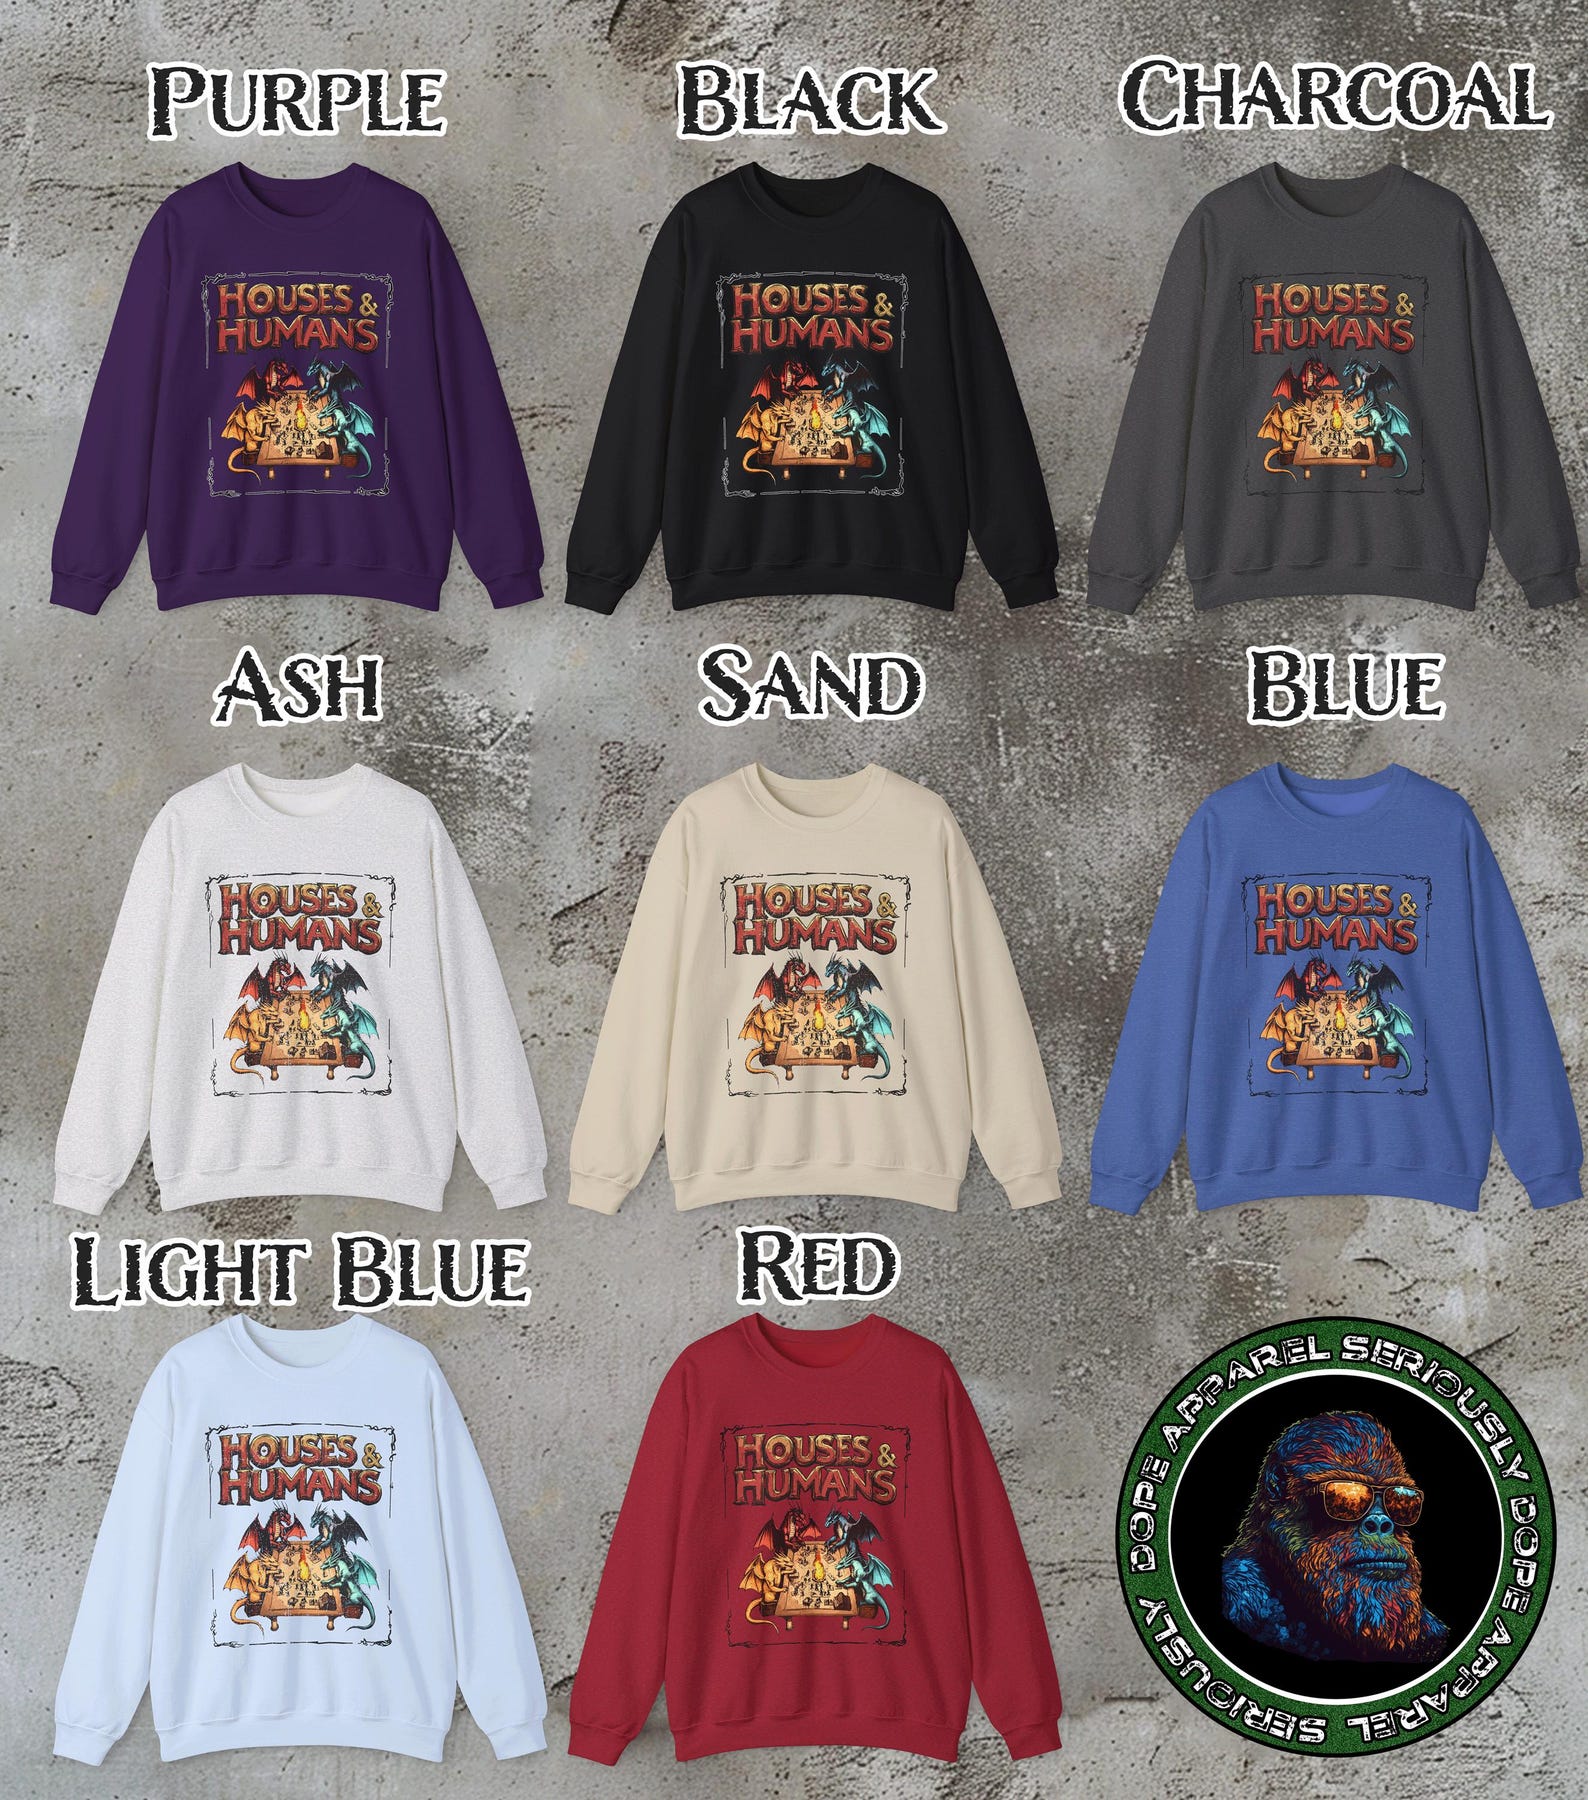 PURPLE
BLACK
CHARCOAL
HOUSES &
HUMANS
HOUSES &
HUMANS
HOUSES &
HUMANS
ASH
SAND
BLUE
HOUSES &
HUMANS
HOUSES &
HUMANS
HOUSES &
HUMANS
LIGHT BLUE
RED
HOUSES &
HUMANS
HOUSES &
HUMANS
SERIOUSLY DOPE APPAREL SERIOUSLY DOPE APPAREL